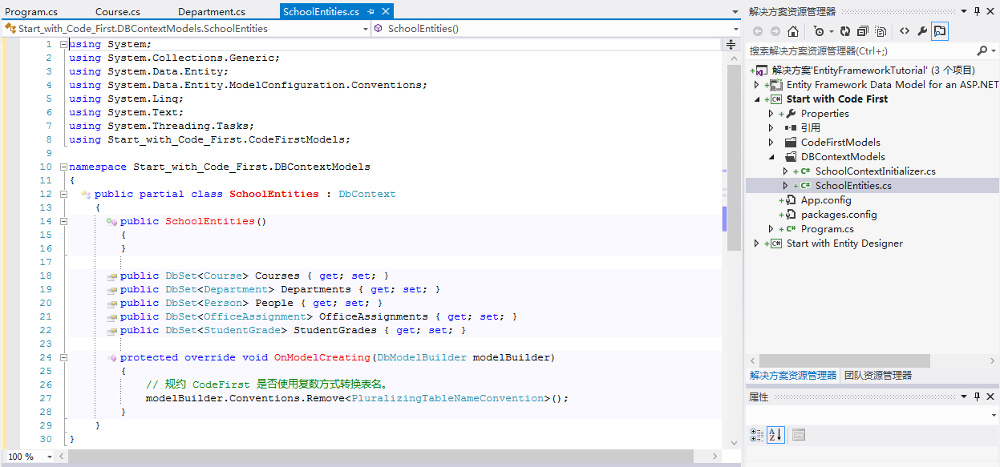 Program.cs Course.cs Department.cs SchoolEntities.cs
Start_with_Code_First.DBContextModels.SchoolEntities SchoolEntities()
1 using System;
2 using System.Collections.Generic;
3 using System.Data.Entity;
4 using System.Data.Entity.ModelConfiguration.Conventions;
5 using System.Linq;
6 using System.Text;
7 using System.Threading.Tasks;
8 using Start_with_Code_First.CodeFirstModels;
9
10 namespace Start_with_Code_First.DBContextModels
11 {
12 public partial class SchoolEntities : DbContext
13 {
14 public SchoolEntities()
15 {
16 }
17
18 public DbSet<Course> Courses { get; set; }
19 public DbSet<Department> Departments { get; set; }
20 public DbSet<Person> People { get; set; }
21 public DbSet<OfficeAssignment> OfficeAssignments { get; set; }
22 public DbSet<StudentGrade> StudentGrades { get; set; }
23
24 protected override void OnModelCreating(DbModelBuilder modelBuilder)
25 {
26 // 规约 CodeFirst 是否使用复数方式转换表名。
27 modelBuilder.Conventions.Remove<PluralizingTableNameConvention>();
28 }
29 }
30 }
100 %
解决方案资源管理器
搜索解决方案资源管理器(Ctrl+;)
解决方案'EntityFrameworkTutorial' (3 个项目)
Entity Framework Data Model for an ASP.NET
Start with Code First
Properties
引用
CodeFirstModels
DBContextModels
SchoolContextInitializer.cs
SchoolEntities.cs
App.config
packages.config
Program.cs
Start with Entity Designer
解决方案资源管理器 团队资源管理器
属性